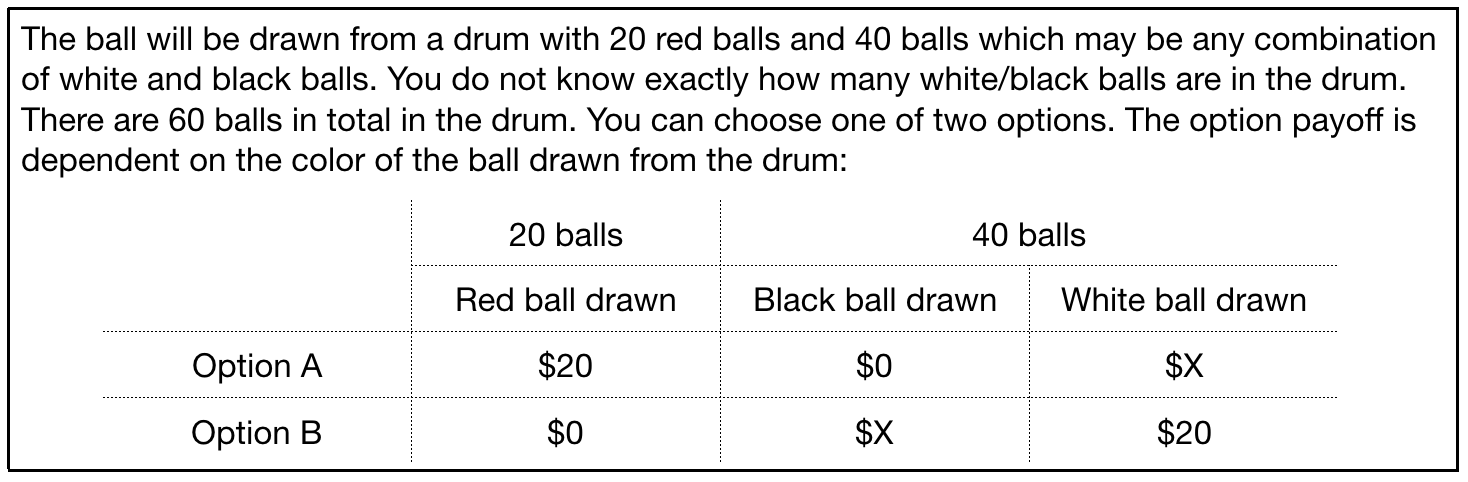 The ball will be drawn from a drum with 20 red balls and 40 balls which may be any combination
of white and black balls. You do not know exactly how many white/black balls are in the drum.
There are 60 balls in total in the drum. You can choose one of two options. The option payoff is
dependent on the color of the ball drawn from the drum:
20 balls 40 balls
Red ball drawn Black ball drawn White ball drawn
Option A $20 $0 $X
Option B $0 $X $20